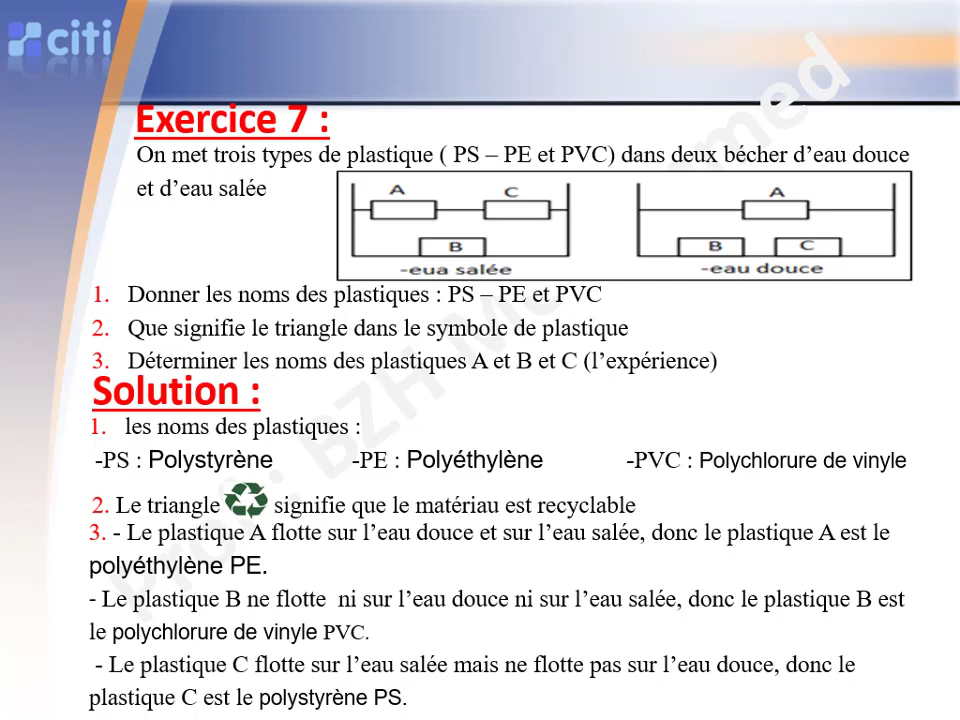 citi
Exercice 7 :
On met trois types de plastique ( PS – PE et PVC) dans deux bécher d’eau douce
et d’eau salée
A C A
B B C
-eua salée -eau douce
1. Donner les noms des plastiques : PS – PE et PVC
2. Que signifie le triangle dans le symbole de plastique
3. Déterminer les noms des plastiques A et B et C (l’expérience)
Solution :
1. les noms des plastiques :
-PS : Polystyrène -PE : Polyéthylène -PVC : Polychlorure de vinyle
2. Le triangle signifie que le matériau est recyclable
3. - Le plastique A flotte sur l’eau douce et sur l’eau salée, donc le plastique A est le
polyéthylène PE.
- Le plastique B ne flotte ni sur l’eau douce ni sur l’eau salée, donc le plastique B est
le polychlorure de vinyle PVC.
- Le plastique C flotte sur l’eau salée mais ne flotte pas sur l’eau douce, donc le
plastique C est le polystyrène PS.